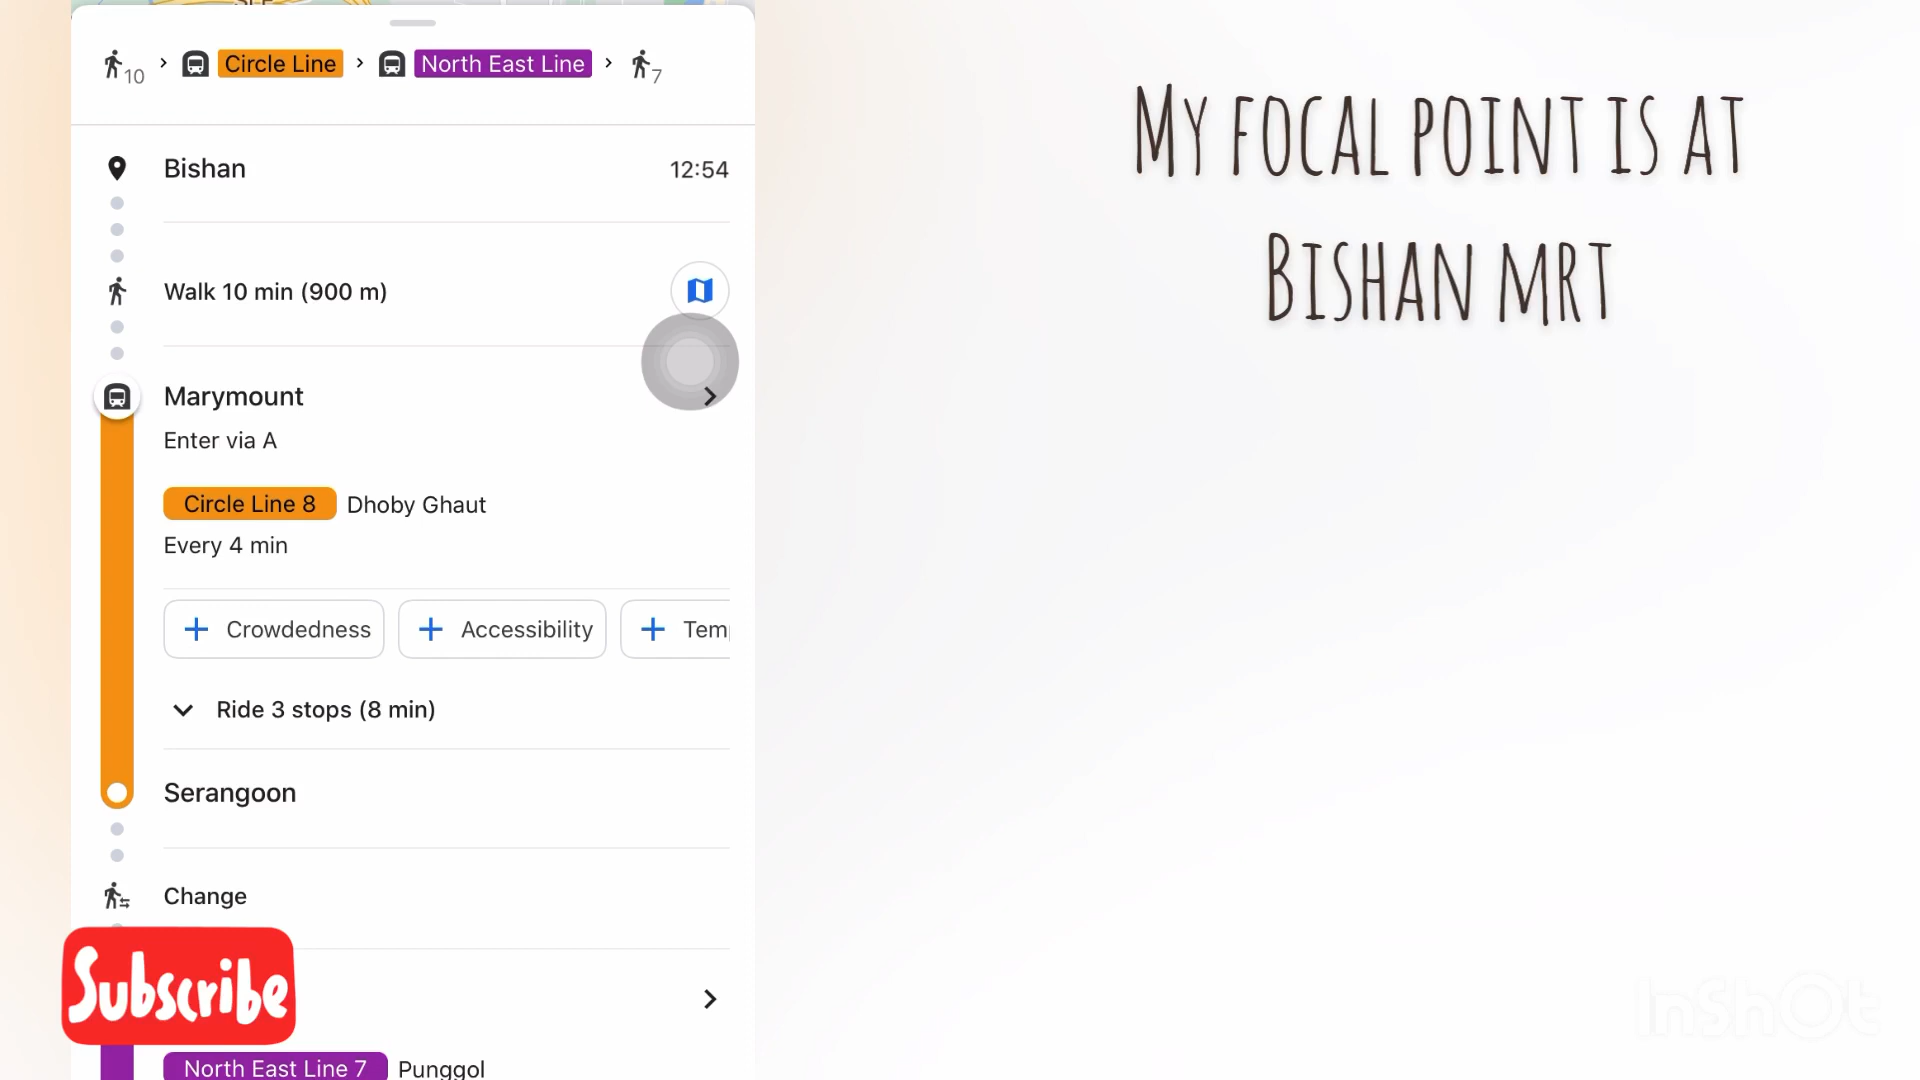 10 > Circle Line > North East Line > 7
Bishan 12:54
Walk 10 min (900 m)
Marymount
Enter via A
Circle Line 8 Dhoby Ghaut
Every 4 min
+ Crowdedness + Accessibility +
Ride 3 stops (8 min)
Serangoon
Change
Subscribe
North East Line 7 Punggol
My focal point is at
Bishan MRT
InShOt